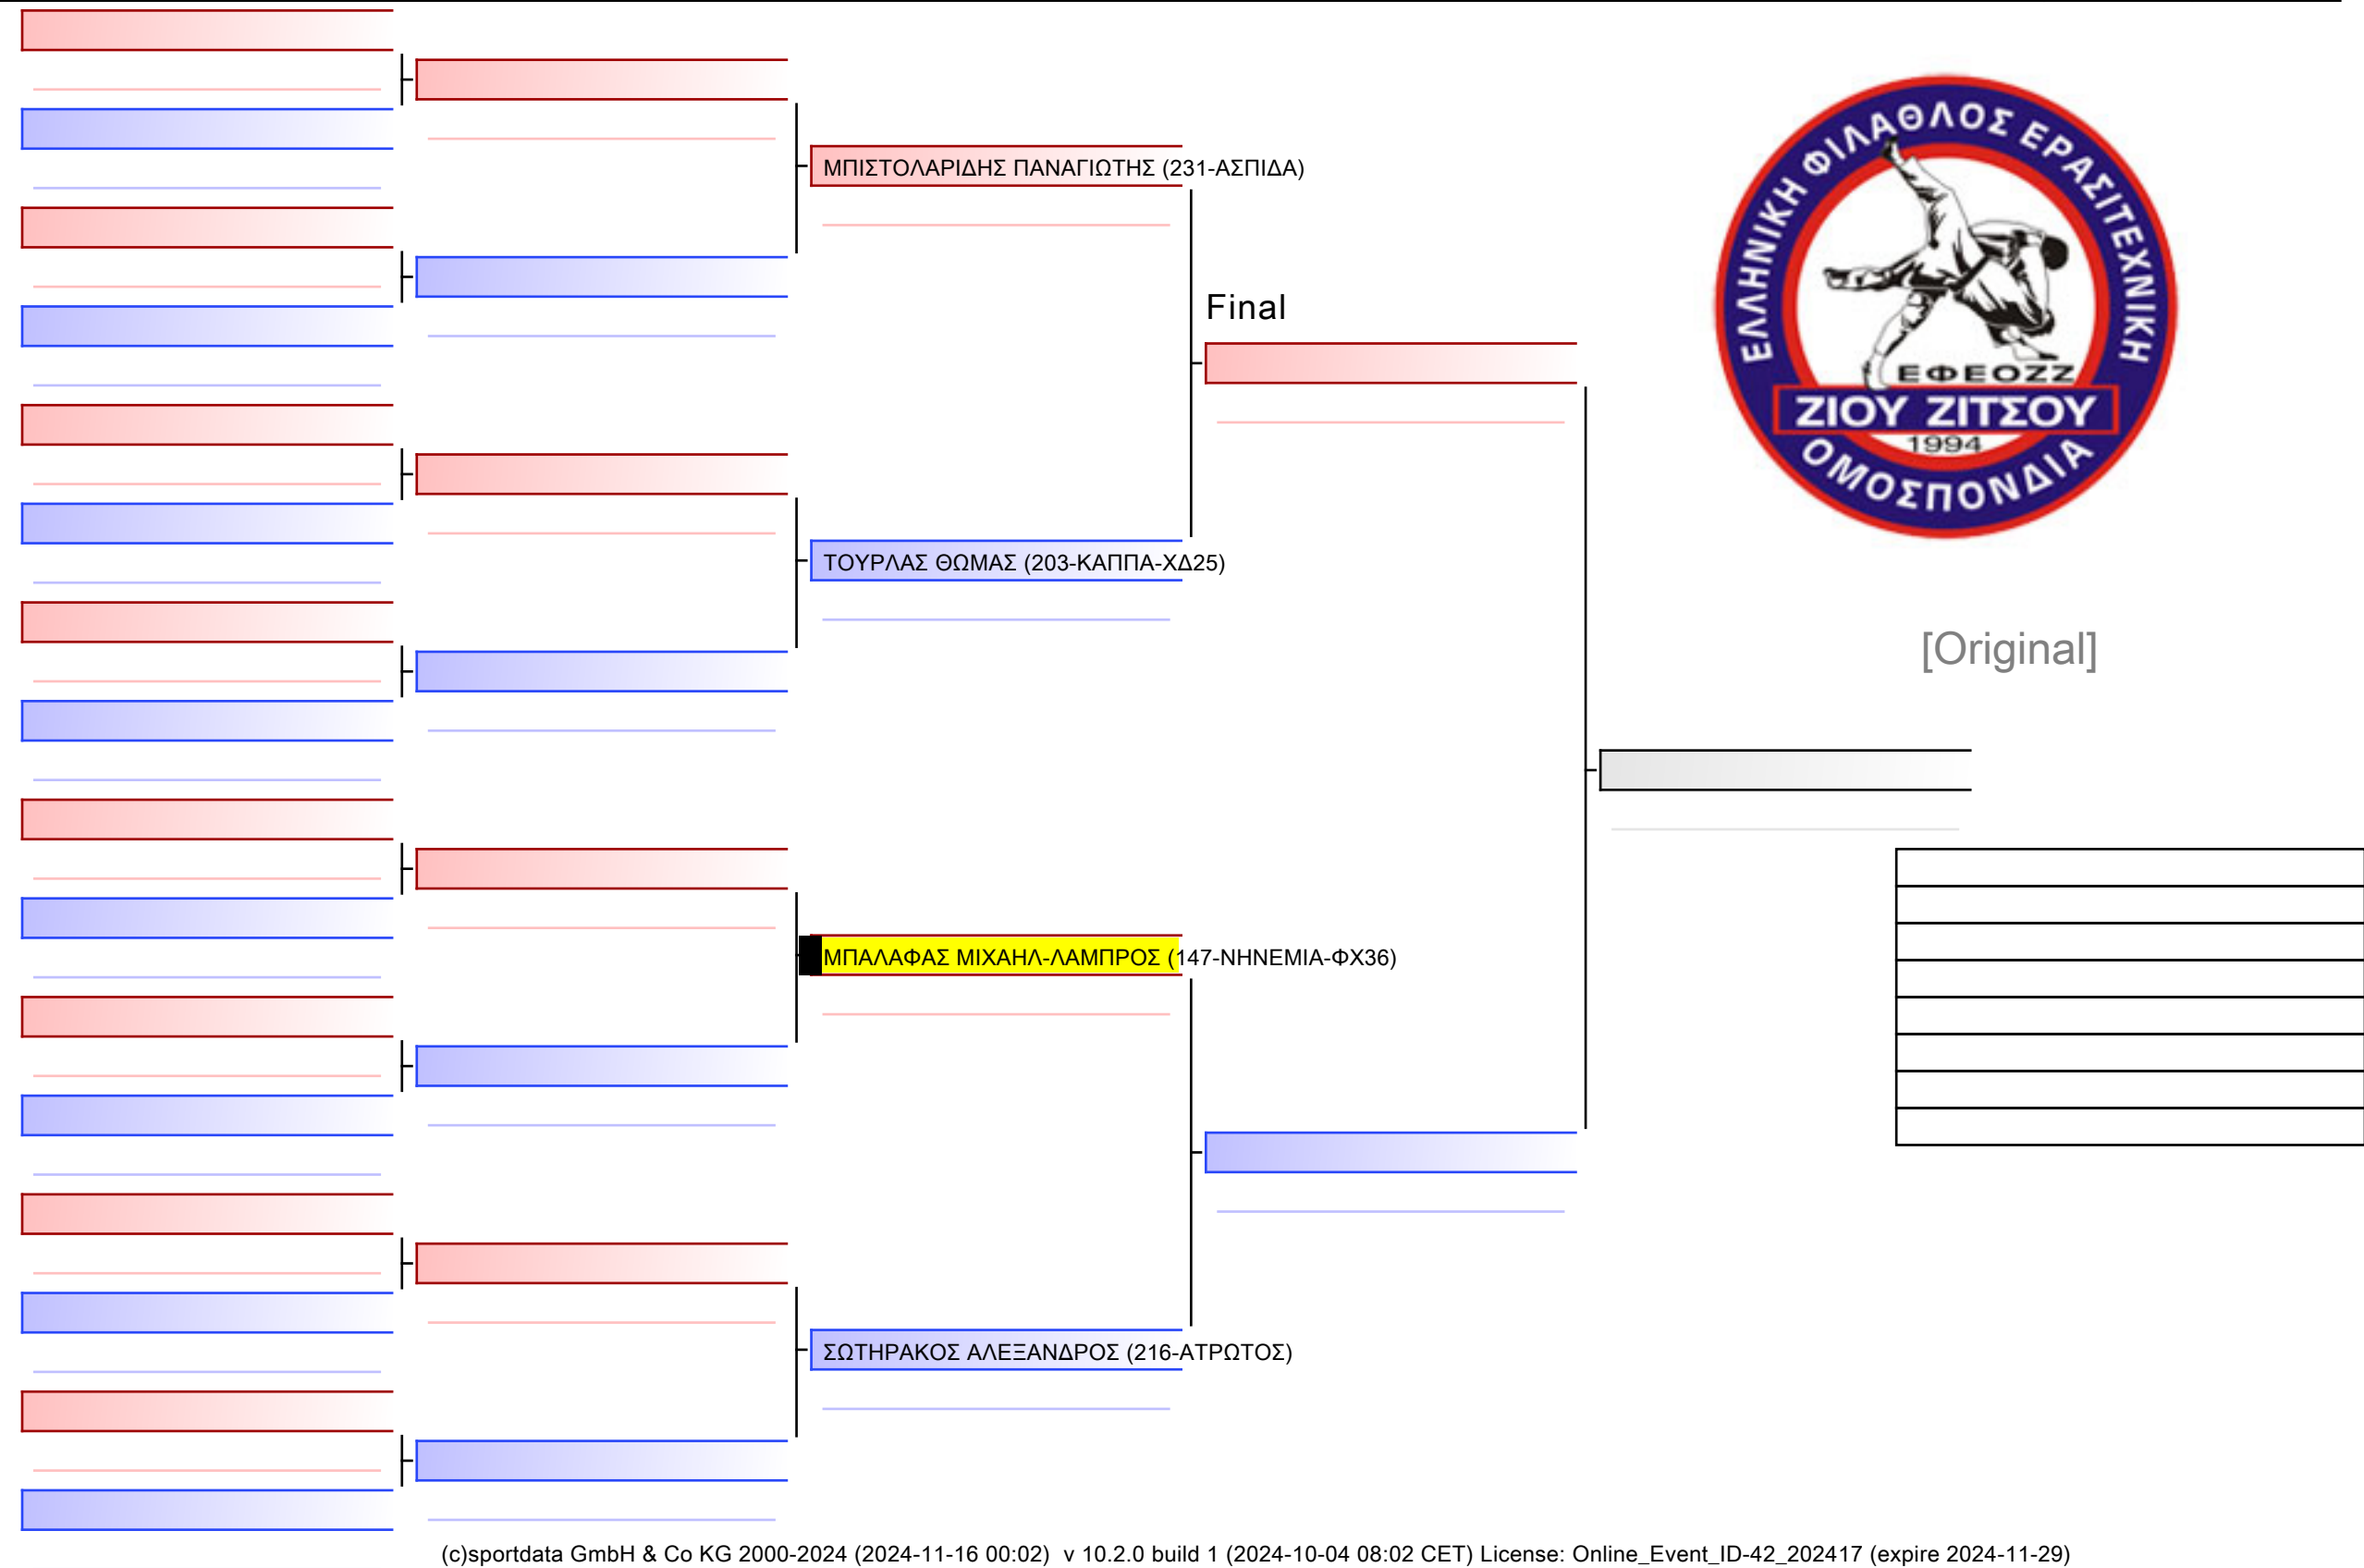 ΜΠΙΣΤΟΛΑΡΙΔΗΣ ΠΑΝΑΓΙΩΤΗΣ (231-ΑΣΠΙΔΑ)
Final
ΤΟΥΡΛΑΣ ΘΩΜΑΣ (203-ΚΑΠΠΑ-ΧΔ25)
ΜΠΑΛΑΦΑΣ ΜΙΧΑΗΛ-ΛΑΜΠΡΟΣ (147-ΝΗΝΕΜΙΑ-ΦΧ36)
ΣΩΤΗΡΑΚΟΣ ΑΛΕΞΑΝΔΡΟΣ (216-ΑΤΡΩΤΟΣ)
ΕΛΛΗΝΙΚΗ ΦΙΛΑΘΛΟΣ ΕΡΑΣΙΤΕΧΝΙΚΗ
ΕΦΕΟΖΖ
ΖΙΟΥ ΖΙΤΣΟΥ
1994
ΟΜΟΣΠΟΝΔΙΑ
[Original]
(c)sportdata GmbH & Co KG 2000-2024 (2024-11-16 00:02) v 10.2.0 build 1 (2024-10-04 08:02 CET) License: Online_Event_ID-42_202417 (expire 2024-11-29)